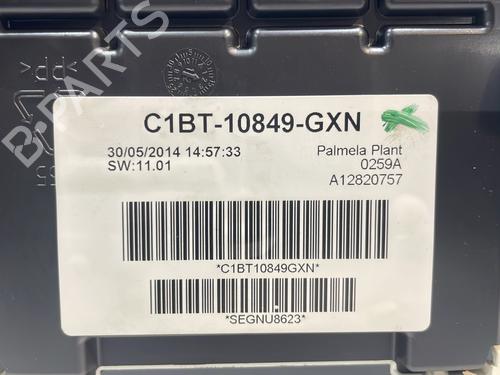 C1BT-10849-GXN
30/05/2014 14:57:33
Palmela Plant
SW:11.01
0259A
A12820757
*C1BT10849GXN*
*SEGNU8623*
B-PARTS
>PP<